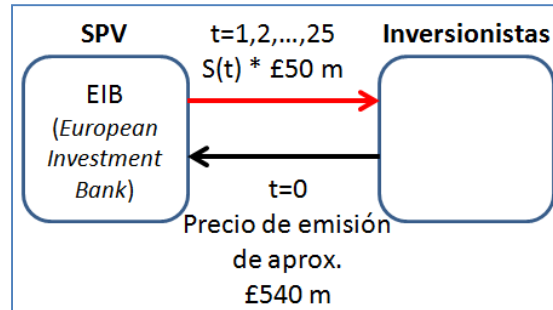 SPV
t=1,2,...,25
Inversionistas
S(t) * £50 m
EIB
(European
Investment
Bank)
t=0
Precio de emisión
de aprox.
£540 m